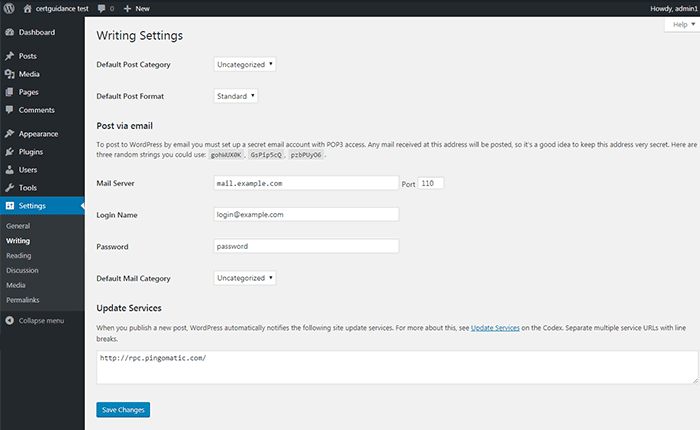 certguidance test 0 New Howdy, admin1
Help
Dashboard
Posts
Media
Pages
Comments
Appearance
Plugins
Users
Tools
Settings
General
Writing
Reading
Discussion
Media
Permalinks
Collapse menu
Writing Settings
Default Post Category Uncategorized
Default Post Format Standard
Post via email
To post to WordPress by email you must set up a secret email account with POP3 access. Any mail received at this address will be posted, so it's a good idea to keep this address very secret. Here are
three random strings you could use: gohWUX0K, GsPip5cQ, przbPUyO6.
Mail Server mail.example.com Port 110
Login Name login@example.com
Password password
Default Mail Category Uncategorized
Update Services
When you publish a new post, WordPress automatically notifies the following site update services. For more about this, see Update Services on the Codex. Separate multiple service URLs with line
breaks.
http://rpc.pingomatic.com/
Save Changes